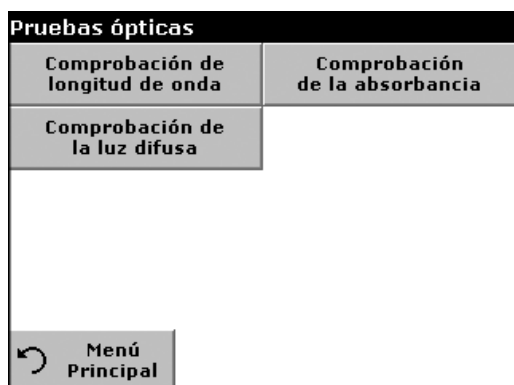 Pruebas ópticas
Comprobación de
longitud de onda
Comprobación
de la absorbancia
Comprobación de
la luz difusa
Menú
Principal